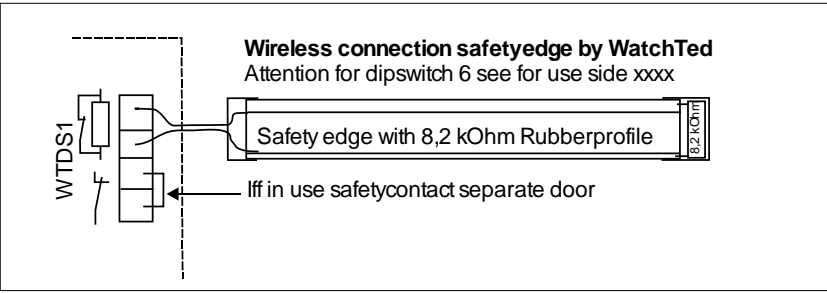 Wireless connection safetyedge by WatchTed
Attention for dipswitch 6 see for use side xxxx
Safety edge with 8,2 kOhm Rubberprofile
8,2 kOhm
WTDS1
Iff in use safetycontact separate door